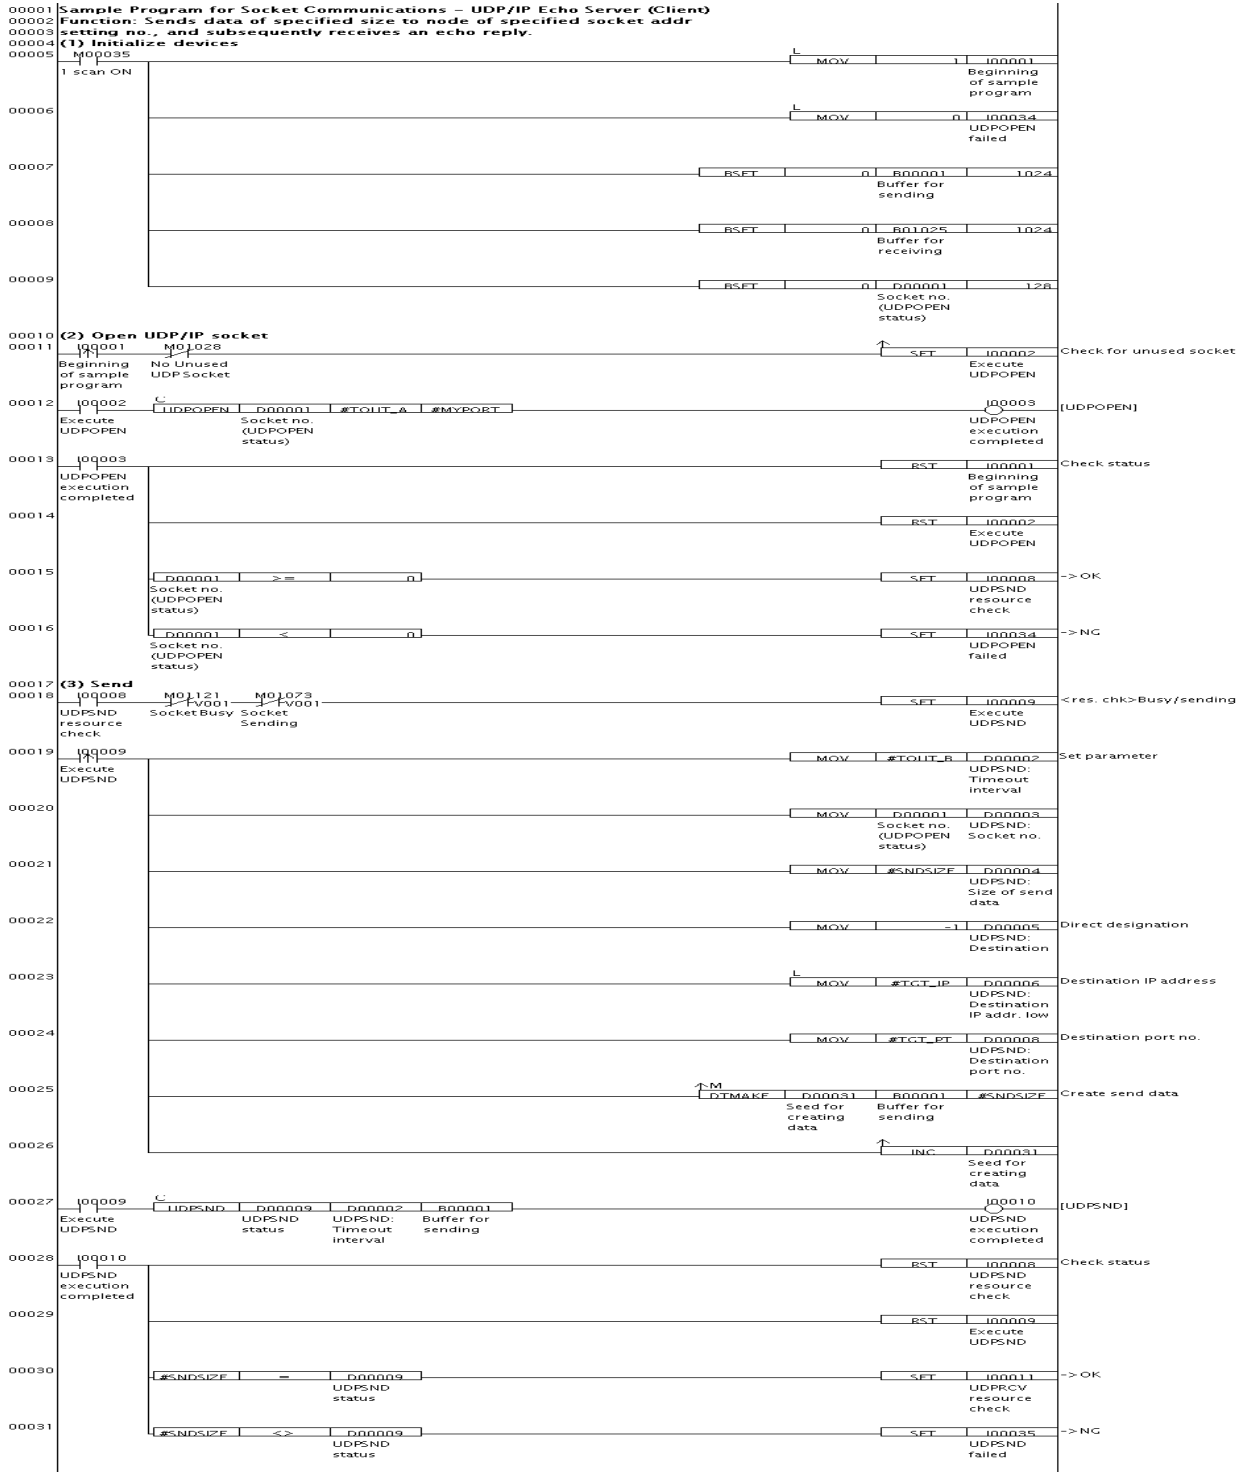 00001 Sample Program for Socket Communications – UDP/IP Echo Server (Client)
00002 Function: Sends data of specified size to node of specified socket addr
00003 setting no., and subsequently receives an echo reply.
00004 (1) Initialize devices
00005 M00035 L MOV 1 I00001
1 scan ON Beginning
of sample
program
00006 L MOV 0 I00034
UDPOPEN
failed
00007 BSET 0 B00001 1024
Buffer for
sending
00008 BSET 0 B01025 1024
Buffer for
receiving
00009 BSET 0 D00001 128
Socket no.
(UDPOPEN
status)
00010 (2) Open UDP/IP socket
00011 I00001 M01028 SET I00002 Check for unused socket
Beginning No Unused Execute
of sample UDP Socket UDPOPEN
program
00012 I00002 C UDPOPEN D00001 #TOUT_A #MYPORT I00003 [UDPOPEN]
Execute Socket no. UDPOPEN
UDPOPEN (UDPOPEN execution
status) completed
00013 I00003 RST I00001 Check status
UDPOPEN Beginning
execution of sample
completed program
00014 RST I00002
Execute
UDPOPEN
00015 D00001 >= 0 SET I00008 ->OK
Socket no. UDPSND
(UDPOPEN resource
status) check
00016 D00001 < 0 SET I00034 ->NG
Socket no. UDPOPEN
(UDPOPEN failed
status)
00017 (3) Send
00018 I00008 M01121 V001 M01073 V001 SET I00009 <res. chk>Busy/sending
UDPSND Socket Busy Socket Execute
resource Sending UDPSND
check
00019 I00009 MOV #TOUT_B D00002 Set parameter
Execute UDPSND:
UDPSND Timeout
interval
00020 MOV D00001 D00003
Socket no. UDPSND:
(UDPOPEN Socket no.
status)
00021 MOV #SNDSIZE D00004
UDPSND:
Size of send
data
00022 MOV -1 D00005 Direct designation
UDPSND:
Destination
00023 L MOV #TGT_IP D00006 Destination IP address
UDPSND:
Destination
IP addr. low
00024 MOV #TGT_PT D00008 Destination port no.
UDPSND:
Destination
port no.
00025 M DTMAKE D00031 B00001 #SNDSIZE Create send data
Seed for Buffer for
creating sending
data
00026 INC D00031
Seed for
creating
data
00027 I00009 C UDPSND D00009 D00002 B00001 I00010 [UDPSND]
Execute UDPSND UDPSND: Buffer for UDPSND
UDPSND status Timeout sending execution
interval completed
00028 I00010 RST I00008 Check status
UDPSND UDPSND
execution resource
completed check
00029 RST I00009
Execute
UDPSND
00030 #SNDSIZE = D00009 SET I00011 ->OK
UDPSND UDPRCV
status resource
check
00031 #SNDSIZE <> D00009 SET I00035 ->NG
UDPSND UDPSND
status failed